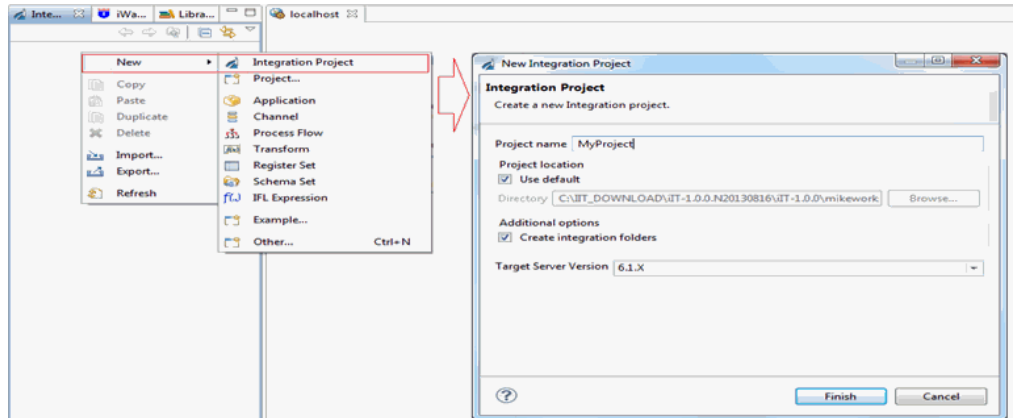 Inte...
iWa...
Libra...
localhost
New
Copy
Paste
Duplicate
Delete
Import...
Export...
Refresh
Integration Project
Project...
Application
Channel
Process Flow
Transform
Register Set
Schema Set
IFL Expression
Example...
Other... Ctrl+N
New Integration Project
Integration Project
Create a new Integration project.
Project name MyProject
Project location
Use default
Directory C:\IIT_DOWNLOAD\iIT-1.0.0.N20130816\iIT-1.0.0\mikework Browse...
Additional options
Create integration folders
Target Server Version 6.1.X
Finish Cancel